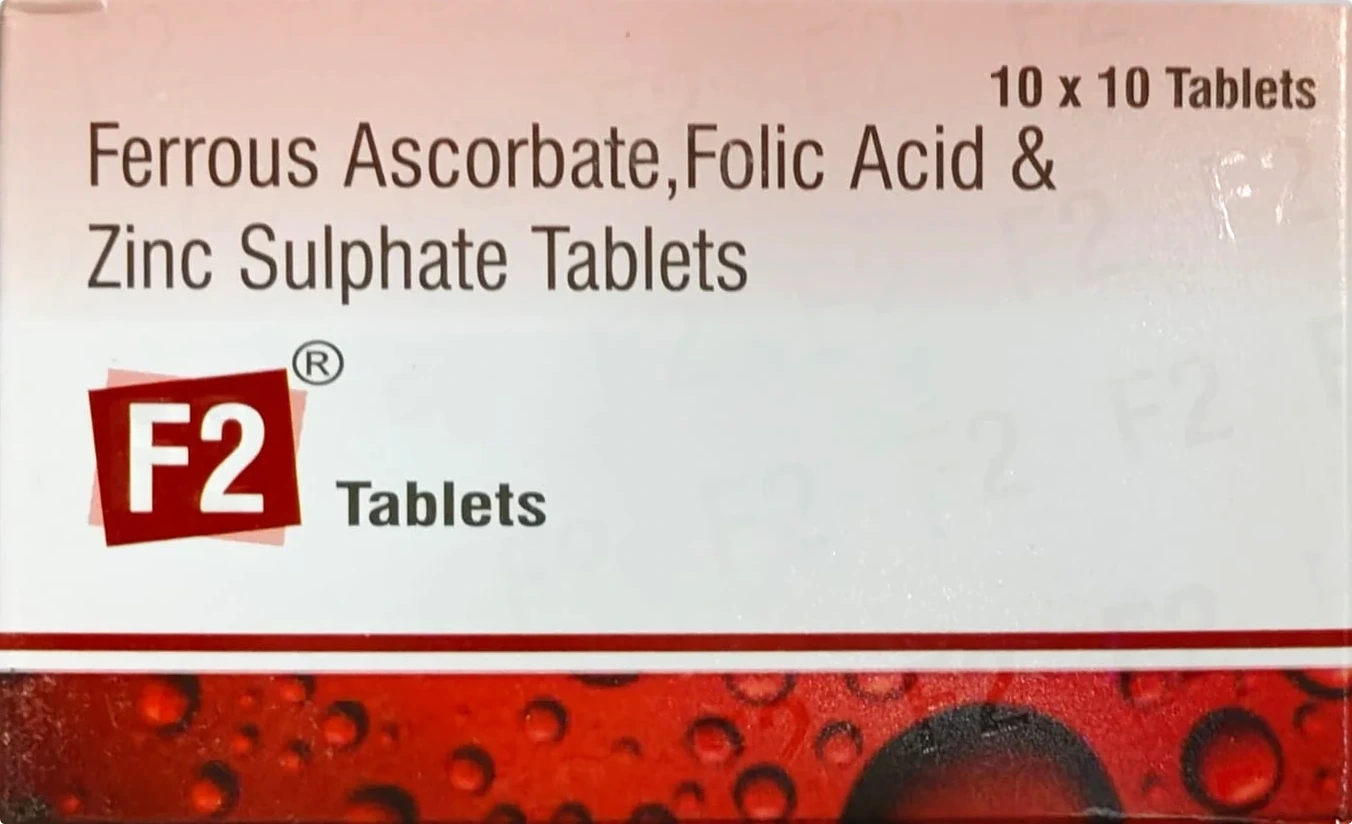 10 x 10 Tablets
Ferrous Ascorbate,Folic Acid &
Zinc Sulphate Tablets
F2®
Tablets